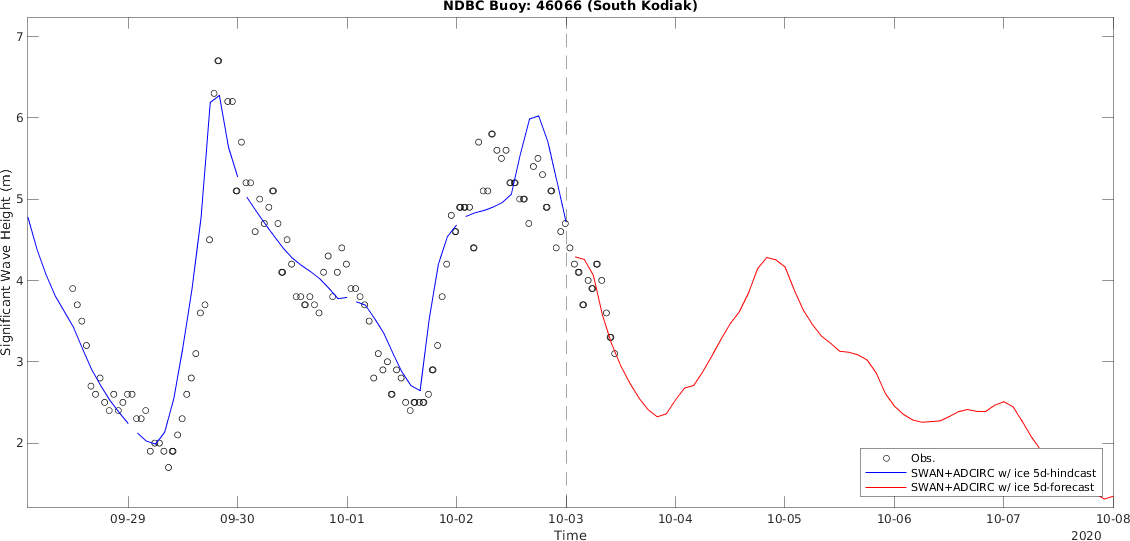 NDBC Buoy: 46066 (South Kodiak)
Significant Wave Height (m)
7
6
5
4
3
2
Obs.
SWAN+ADCIRC w/ ice 5d-hindcast
SWAN+ADCIRC w/ ice 5d-forecast
09-29 09-30 10-01 10-02 10-03 10-04 10-05 10-06 10-07 10-08
Time
2020